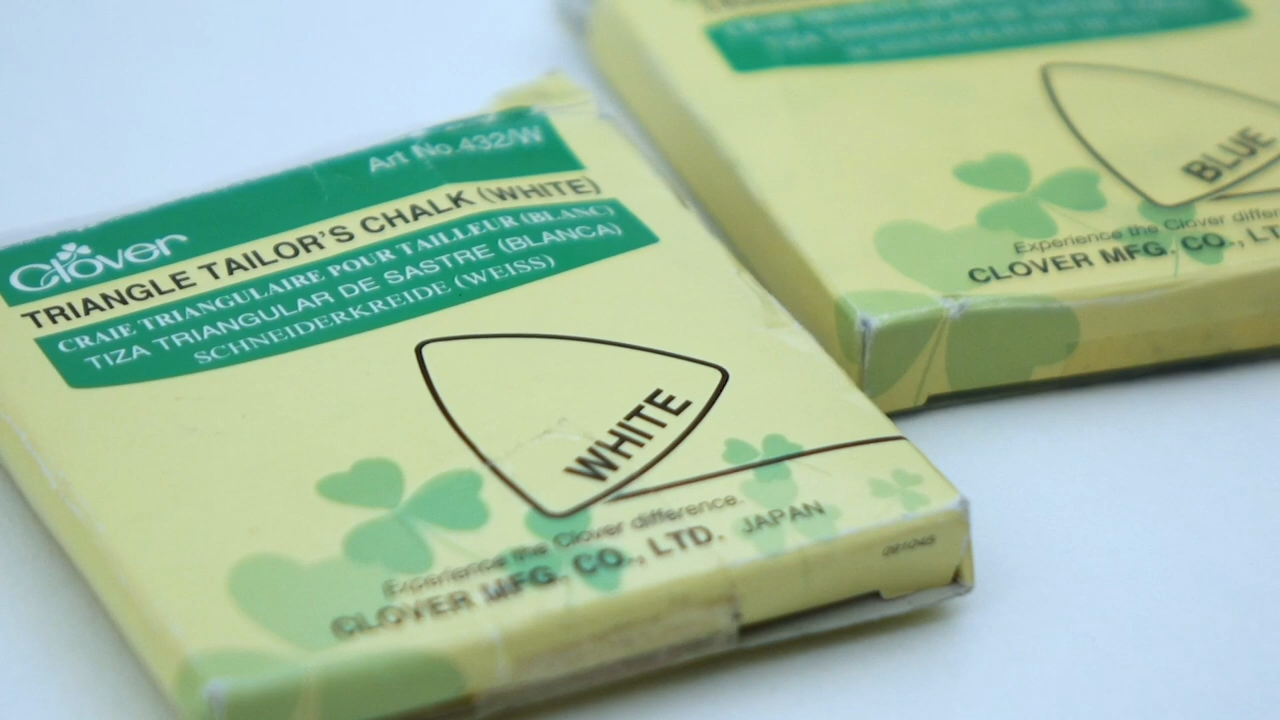 Art No.432/W
Clover
TRIANGLE TAILOR'S CHALK (WHITE)
CRAIE TRIANGULAIRE POUR TAILLEUR (BLANC)
TIZA TRIANGULAR DE SASTRE (BLANCA)
SCHNEIDERKREIDE (WEISS)
WHITE
Experience the Clover difference.
CLOVER MFG. CO., LTD. JAPAN
BLUE
Experience the Clover differ
CLOVER MFG. CO., LT